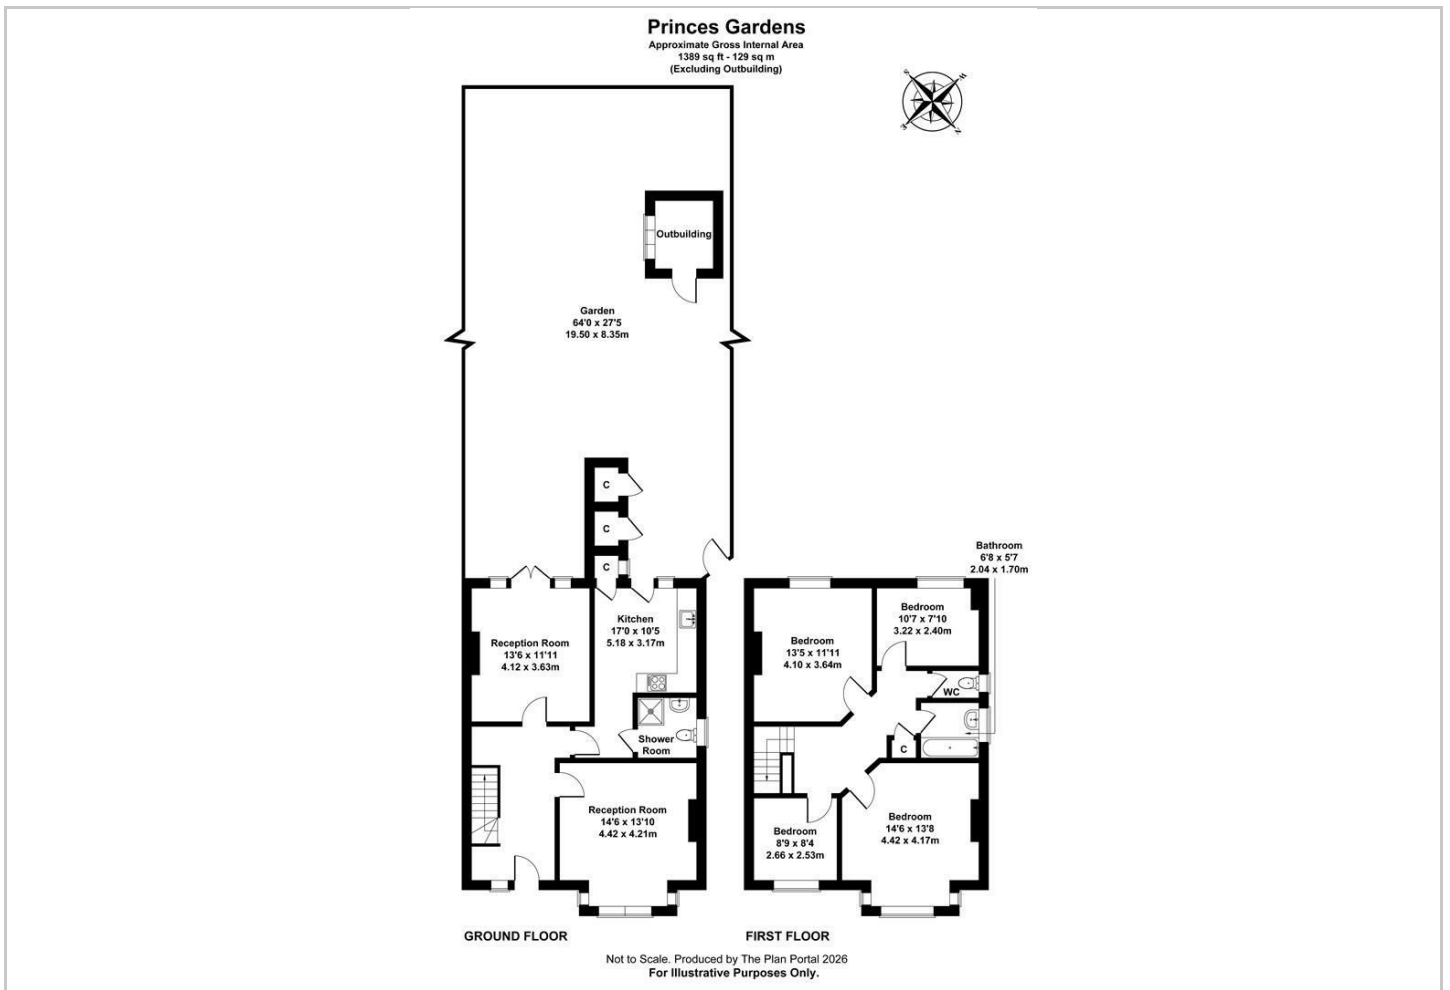 Princes Gardens
Approximate Gross Internal Area
1389 sq ft - 129 sq m
(Excluding Outbuilding)
S
W
E
N
Outbuilding
Garden
64'0 x 27'5
19.50 x 8.35m
C
C
C
Kitchen
17'0 x 10'5
5.18 x 3.17m
Reception Room
13'6 x 11'11
4.12 x 3.63m
Shower
Room
Reception Room
14'6 x 13'10
4.42 x 4.21m
GROUND FLOOR
Bathroom
6'8 x 5'7
2.04 x 1.70m
Bedroom
10'7 x 7'10
3.22 x 2.40m
Bedroom
13'5 x 11'11
4.10 x 3.64m
WC
C
Bedroom
14'6 x 13'8
4.42 x 4.17m
Bedroom
8'9 x 8'4
2.66 x 2.53m
FIRST FLOOR
Not to Scale. Produced by The Plan Portal 2026
For Illustrative Purposes Only.